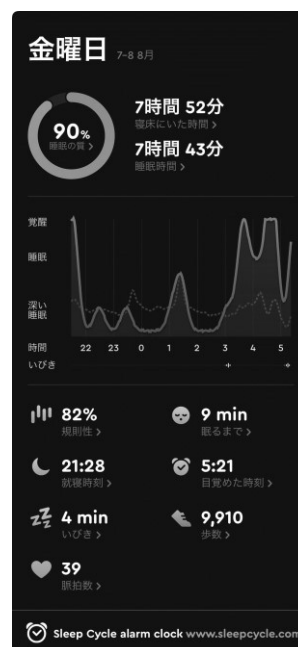 金曜日 7-8 8月
90%
睡眠の質 >
7時間 52分
寝床にいた時間 >
7時間 43分
睡眠時間 >
覚醒
睡眠
深い
睡眠
時間 22 23 0 1 2 3 4 5
いびき
82%
規則性 >
9 min
眠るまで >
21:28
就寝時刻 >
5:21
目覚めた時刻 >
4 min
いびき >
9,910
歩数 >
39
脈拍数 >
Sleep Cycle alarm clock www.sleepcycle.com